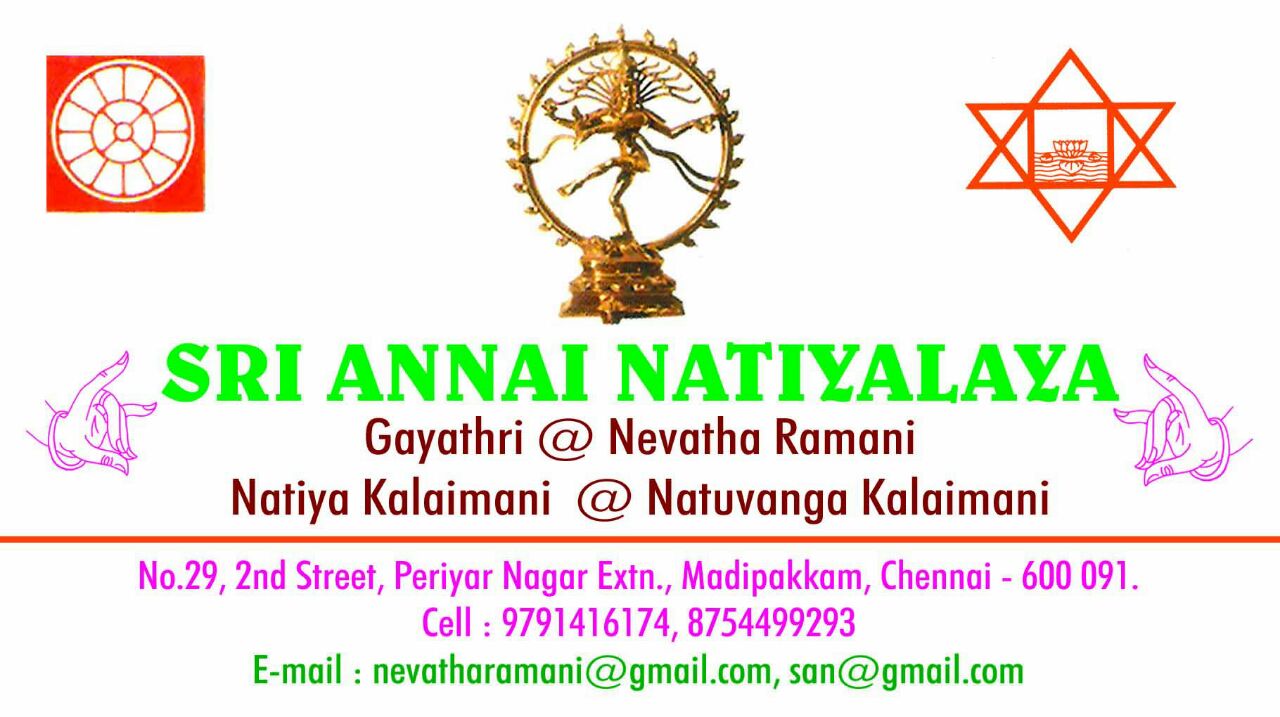 SRI ANNAI NATIYALAYA
Gayathri @ Nevatha Ramani
Natiya Kalaimani @ Natuvanga Kalaimani
No.29, 2nd Street, Periyar Nagar Extn., Madipakkam, Chennai - 600 091.
Cell : 9791416174, 8754499293
E-mail : nevatharamani@gmail.com, san@gmail.com